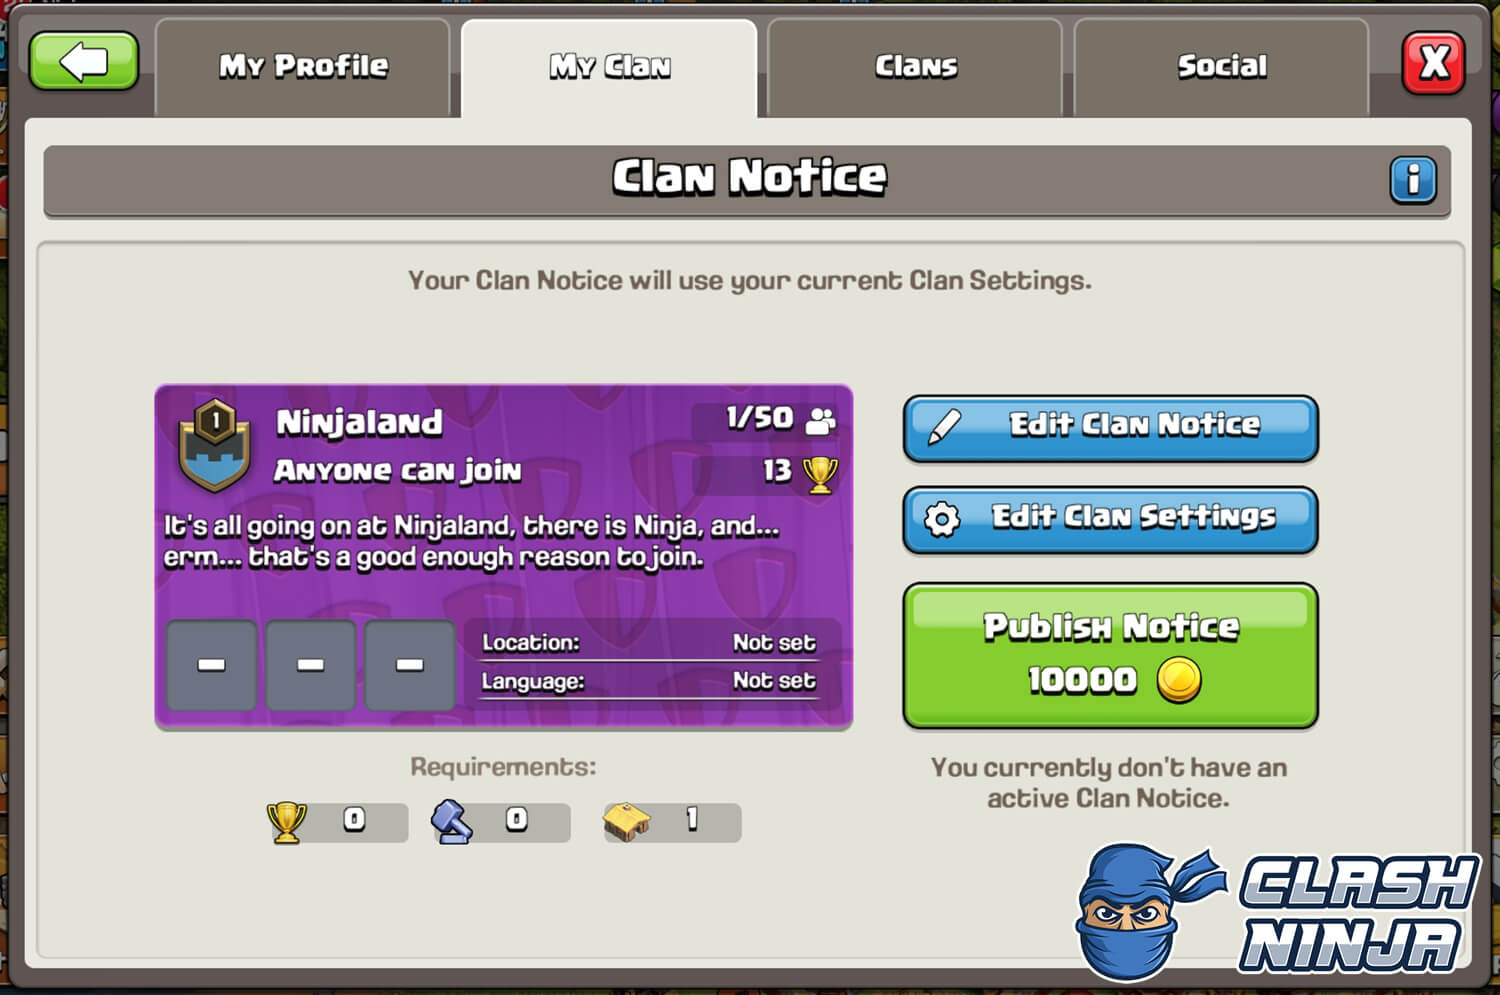 My Profile
My Clan
Clans
Social
X
Clan Notice
i
Your Clan Notice will use your current Clan Settings.
1
Ninjaland
1/50
Anyone can join
13
It's all going on at Ninjaland, there is Ninja, and...
erm... that's a good enough reason to join.
Location: Not set
Language: Not set
Edit Clan Notice
Edit Clan Settings
Publish Notice
10000
You currently don't have an
active Clan Notice.
Requirements:
0
0
1
CLASH
NINJA